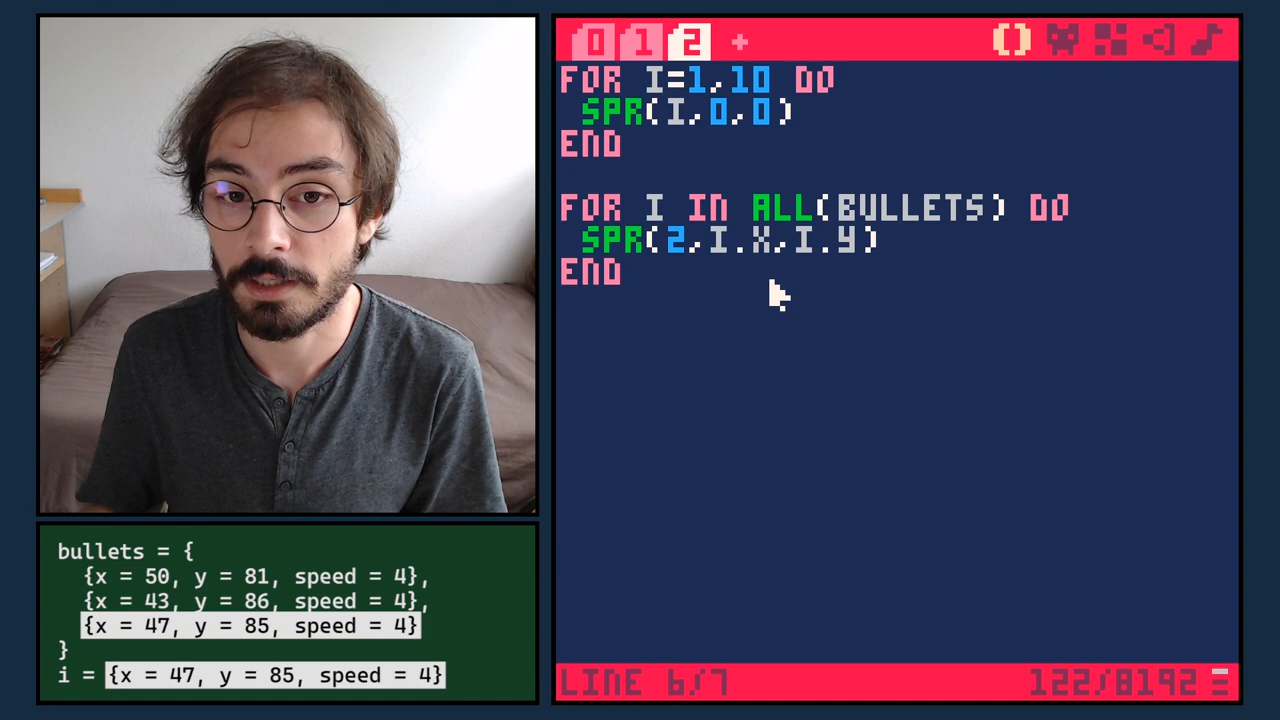 bullets = {
{x = 50, y = 81, speed = 4},
{x = 43, y = 86, speed = 4},
{x = 47, y = 85, speed = 4}
}
i = {x = 47, y = 85, speed = 4}
0 1 2 +
FOR I=1,10 DO
SPR(I,0,0)
END
FOR I IN ALL(BULLETS) DO
SPR(2,I.X,I.Y)
END
LINE 6/7 122/8192